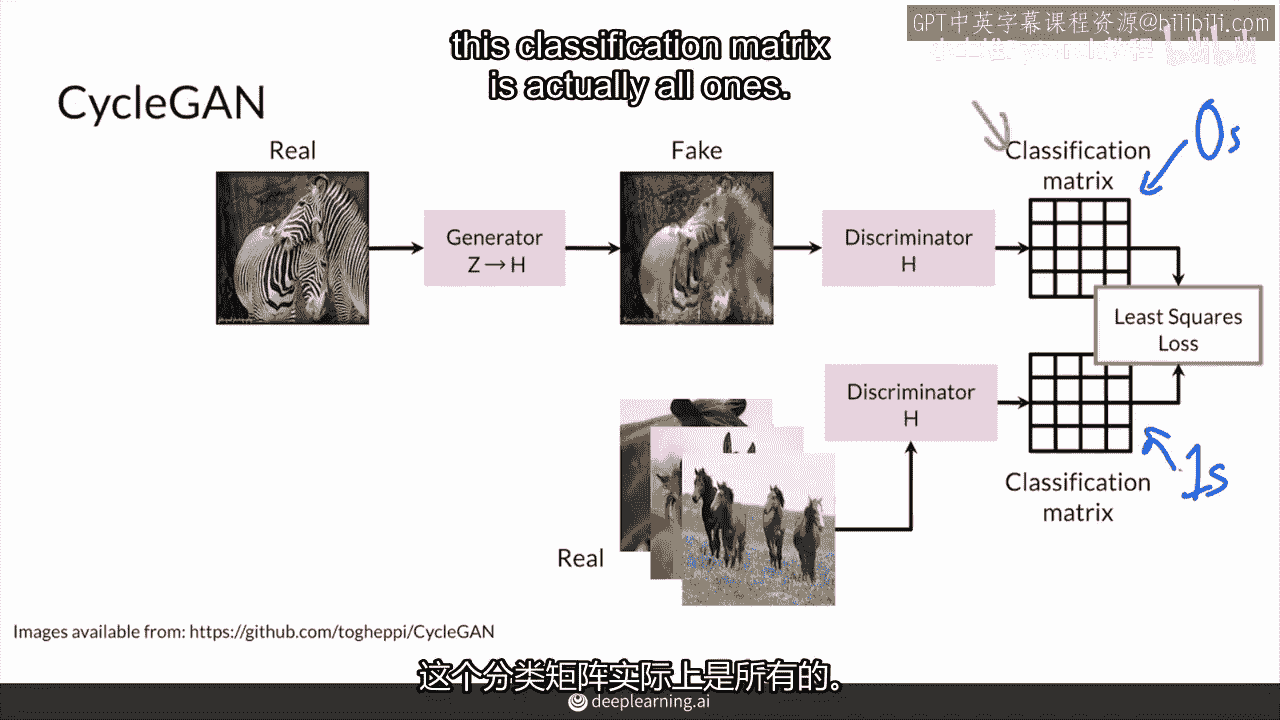 GPT中英字幕课程资源@bilibili.com
this classification matrix
is actually all ones.
CycleGAN
Real
Fake
Classification
matrix
0s
Generator
Z → H
Discriminator
H
Least Squares
Loss
Discriminator
H
1s
Classification
matrix
Real
Images available from: https://github.com/togheppi/CycleGAN
这个分类矩阵实际上是所有的。
deeplearning.ai